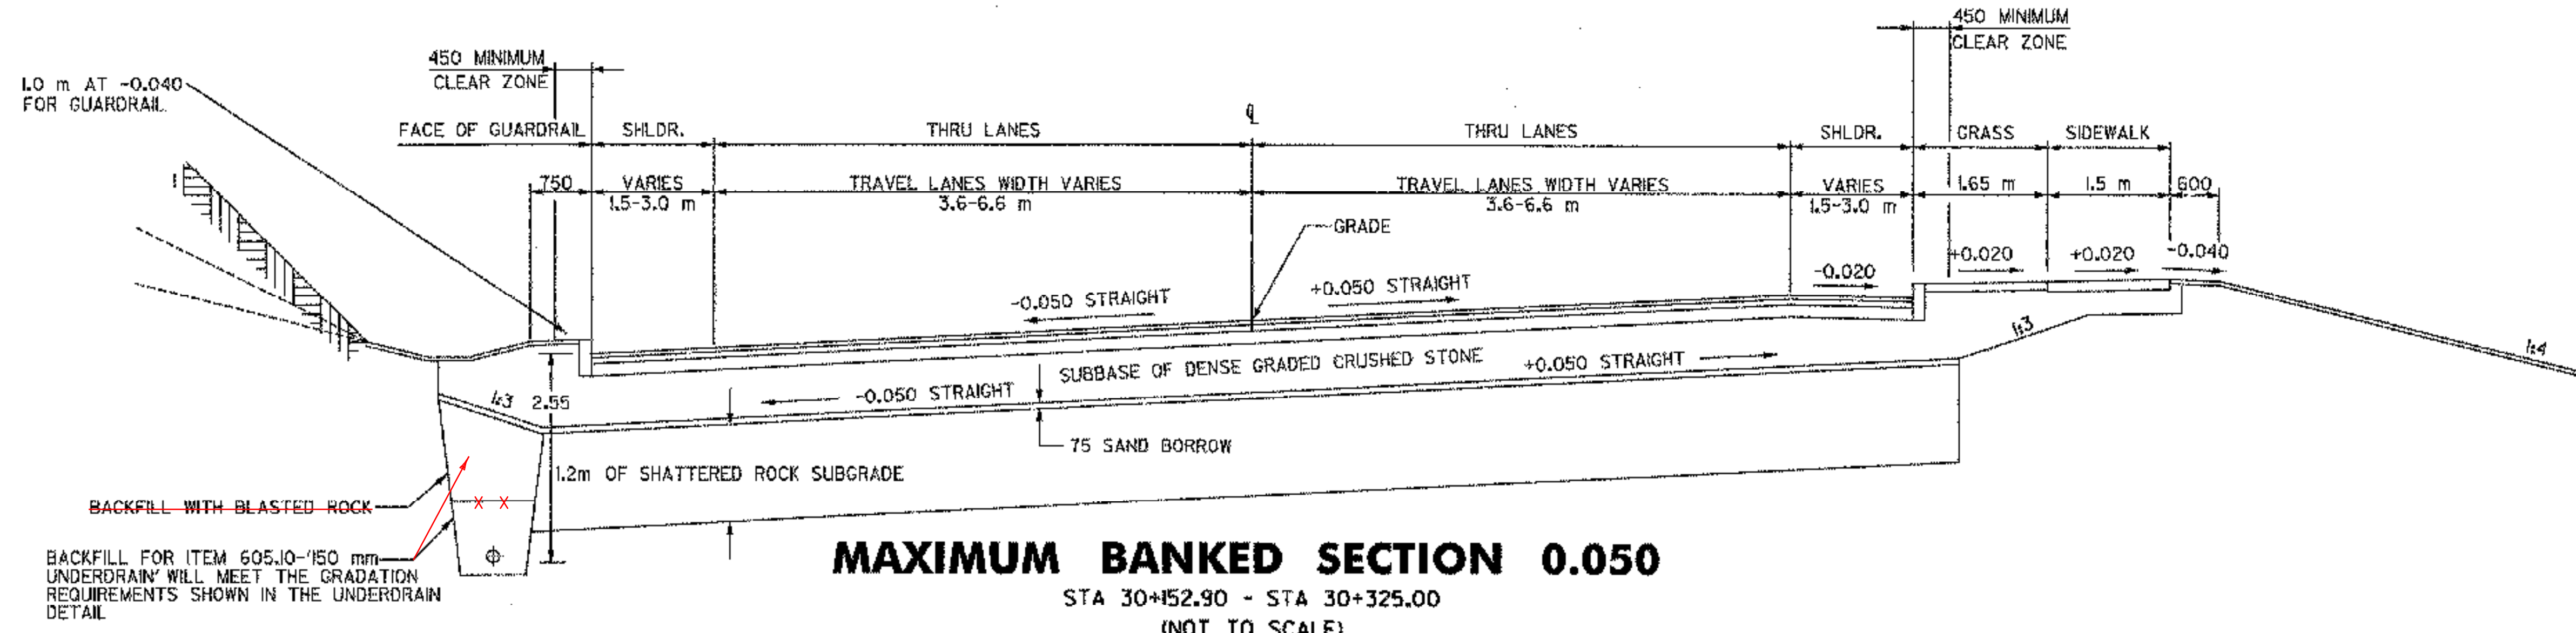 450 MINIMUM
CLEAR ZONE
450 MINIMUM
CLEAR ZONE
1.0 m AT -0.040
FOR GUARDRAIL
FACE OF GUARDRAIL SHLDR. THRU LANES ℄ THRU LANES SHLDR. GRASS SIDEWALK
750 VARIES TRAVEL LANES WIDTH VARIES TRAVEL LANES WIDTH VARIES VARIES 1.65 m 1.5 m 600
1.5-3.0 m 3.6-6.6 m 3.6-6.6 m 1.5-3.0 m
GRADE
+0.020 +0.020 -0.040
-0.020
-0.050 STRAIGHT +0.050 STRAIGHT
1:3
1:4
SUBBASE OF DENSE GRADED CRUSHED STONE +0.050 STRAIGHT
1:3 2.55 -0.050 STRAIGHT
75 SAND BORROW
1.2m OF SHATTERED ROCK SUBGRADE
BACKFILL WITH BLASTED ROCK
X X
BACKFILL FOR ITEM 605.10-'150 mm
UNDERDRAIN' WILL MEET THE GRADATION
REQUIREMENTS SHOWN IN THE UNDERDRAIN
DETAIL
MAXIMUM BANKED SECTION 0.050
STA 30+152.90 - STA 30+325.00
(NOT TO SCALE)